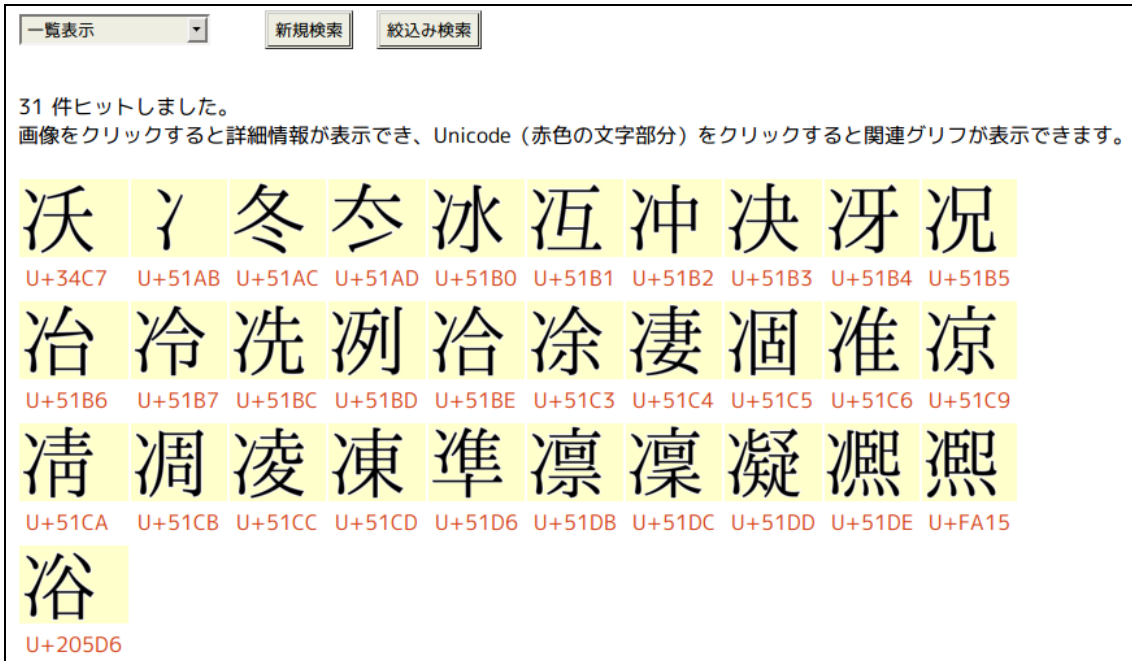 一覧表示 新規検索 絞込み検索
31 件ヒットしました。
画像をクリックすると詳細情報が表示でき、Unicode（赤色の文字部分）をクリックすると関連グリフが表示できます。
㓇 冫 冬 冭 冰 冱 冲 决 冴 况
U+34C7 U+51AB U+51AC U+51AD U+51B0 U+51B1 U+51B2 U+51B3 U+51B4 U+51B5
冶 冷 冼 冽 冾 凃 凄 凅 准 凉
U+51B6 U+51B7 U+51BC U+51BD U+51BE U+51C3 U+51C4 U+51C5 U+51C6 U+51C9
凊 凋 凌 凍 凖 凛 凜 凝 凞 凞
U+51CA U+51CB U+51CC U+51CD U+51D6 U+51DB U+51DC U+51DD U+51DE U+FA15
𠗖
U+205D6